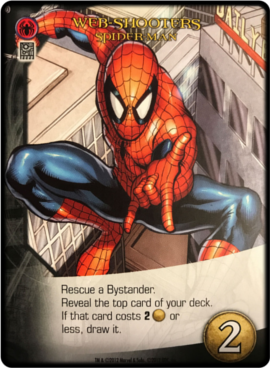 WEB-SHOOTERS
SPIDER-MAN
Rescue a Bystander.
Reveal the top card of your deck.
If that card costs 2 or
less, draw it.
2